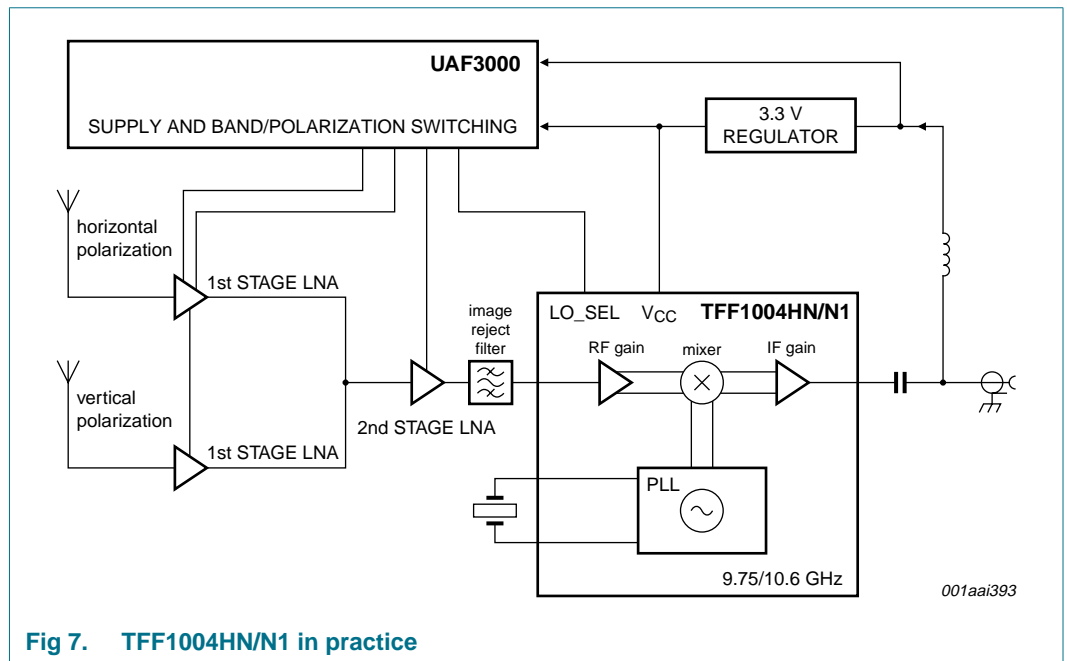 UAF3000
SUPPLY AND BAND/POLARIZATION SWITCHING
3.3 V
REGULATOR
horizontal
polarization
1st STAGE LNA
vertical
polarization
1st STAGE LNA
2nd STAGE LNA
image
reject
filter
LO_SEL
VCC
TFF1004HN/N1
RF gain
mixer
IF gain
PLL
9.75/10.6 GHz
001aai393
Fig 7. TFF1004HN/N1 in practice